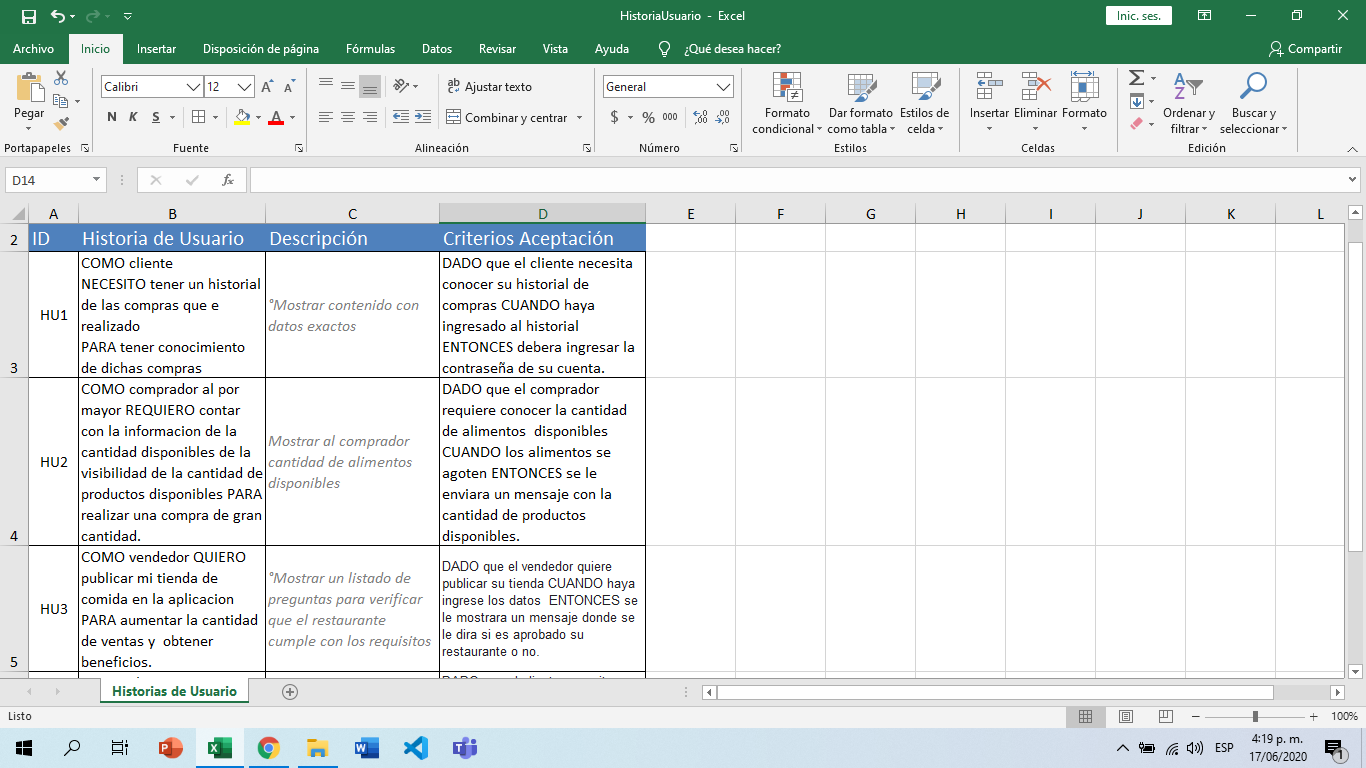 HistoriaUsuario - Excel
Inic. ses.
Archivo Inicio Insertar Disposición de página Fórmulas Datos Revisar Vista Ayuda ¿Qué desea hacer? Compartir
Pegar
Portapapeles
Calibri 12
N K S
Fuente
Ajustar texto
Combinar y centrar
Alineación
General
$ % 000
Número
Formato condicional
Dar formato como tabla
Estilos de celda
Estilos
Insertar Eliminar Formato
Celdas
Ordenar y filtrar
Buscar y seleccionar
Edición
D14 fx
A B C D E F G H I J K L
2 ID Historia de Usuario Descripción Criterios Aceptación
3
HU1
COMO cliente
NECESITO tener un historial
de las compras que e
realizado
PARA tener conocimiento
de dichas compras
°Mostrar contenido con
datos exactos
DADO que el cliente necesita
conocer su historial de
compras CUANDO haya
ingresado al historial
ENTONCES debera ingresar la
contraseña de su cuenta.
4
HU2
COMO comprador al por
mayor REQUIERO contar
con la informacion de la
cantidad disponibles de la
visibilidad de la cantidad de
productos disponibles PARA
realizar una compra de gran
cantidad.
Mostrar al comprador
cantidad de alimentos
disponibles
DADO que el comprador
requiere conocer la cantidad
de alimentos disponibles
CUANDO los alimentos se
agoten ENTONCES se le
enviara un mensaje con la
cantidad de productos
disponibles.
5
HU3
COMO vendedor QUIERO
publicar mi tienda de
comida en la aplicacion
PARA aumentar la cantidad
de ventas y obtener
beneficios.
°Mostrar un listado de
preguntas para verificar
que el restaurante
cumple con los requisitos
DADO que el vendedor quiere
publicar su tienda CUANDO haya
ingrese los datos ENTONCES se
le mostrara un mensaje donde se
le dira si es aprobado su
restaurante o no.
Historias de Usuario
Listo
100%
ESP
4:19 p. m.
17/06/2020
1